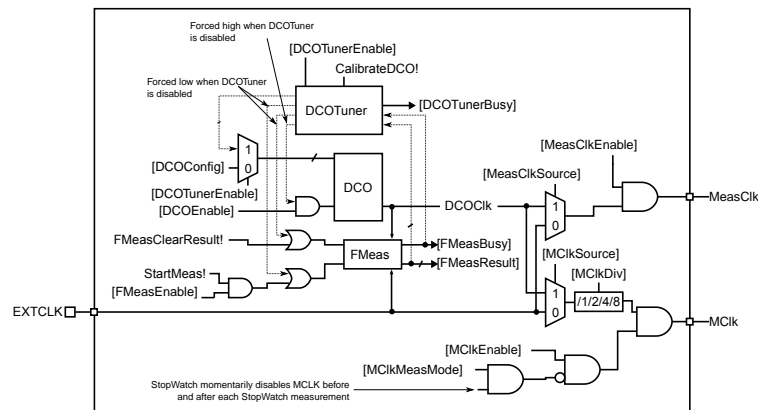 Forced high when DCOTuner
is disabled
[DCOTunerEnable]
CalibrateDCO!
Forced low when DCOTuner
is disabled
DCOTuner
[DCOTunerBusy]
[MeasClkEnable]
1
0
[DCOConfig]
[DCOTunerEnable]
[DCOEnable]
DCO
DCOClk
[MeasClkSource]
1
0
MeasClk
FMeasClearResult!
FMeas
[FMeasBusy]
[FMeasResult]
[MClkSource]
StartMeas!
[FMeasEnable]
[MClkDiv]
1
0
/1/2/4/8
EXTCLK
MClk
[MClkEnable]
[MClkMeasMode]
StopWatch momentarily disables MCLK before
and after each StopWatch measurement